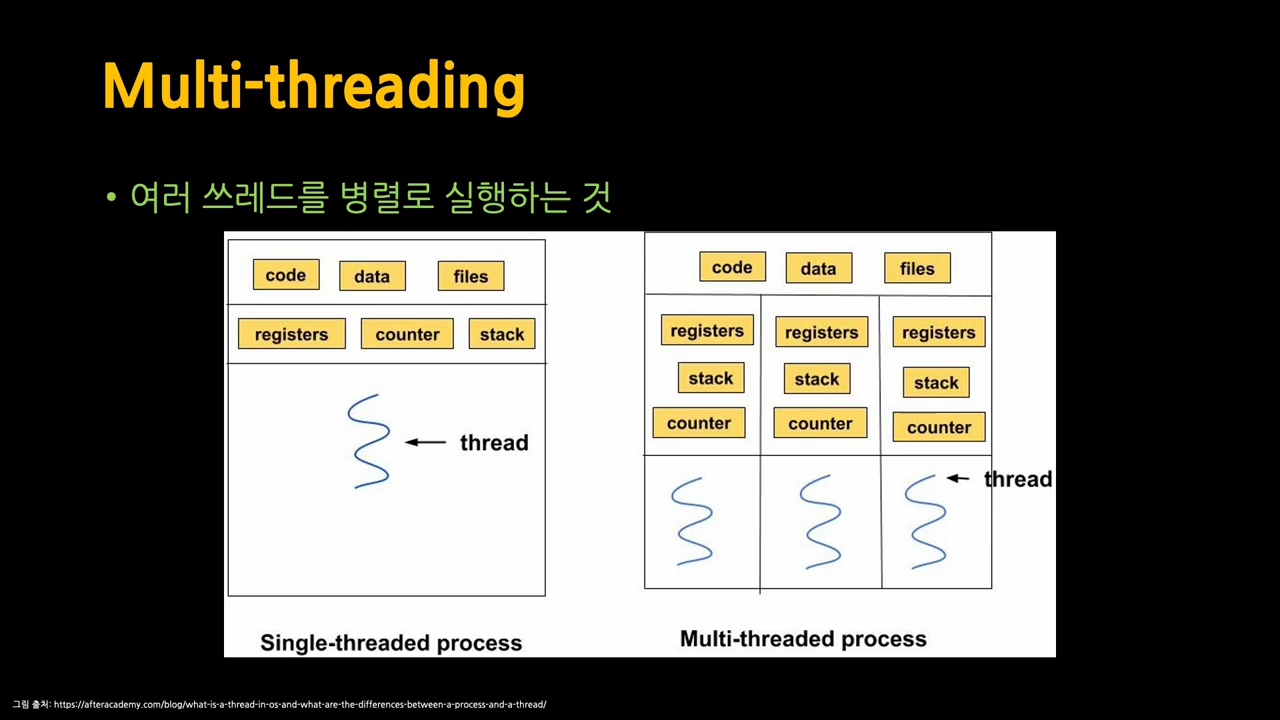 Multi-threading
• 여러 쓰레드를 병렬로 실행하는 것
code data files
registers counter stack
thread
Single-threaded process
code data files
registers registers registers
stack stack stack
counter counter counter
thread
Multi-threaded process
그림 출처: https://afteracademy.com/blog/what-is-a-thread-in-os-and-what-are-the-differences-between-a-process-and-a-thread/